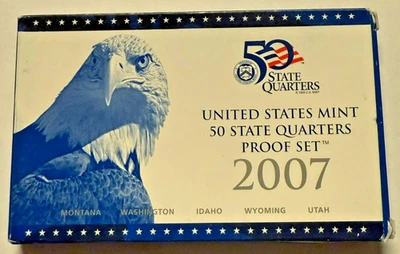 50
STATE
QUARTERS
UNITED STATES MINT
50 STATE QUARTERS
PROOF SET™
2007
MONTANA WASHINGTON IDAHO WYOMING UTAH